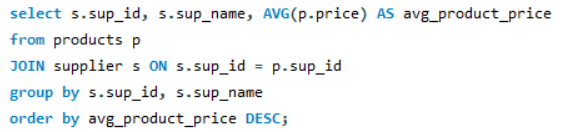 select s.sup_id, s.sup_name, AVG(p.price) AS avg_product_price
from products p
JOIN supplier s ON s.sup_id = p.sup_id
group by s.sup_id, s.sup_name
order by avg_product_price DESC;